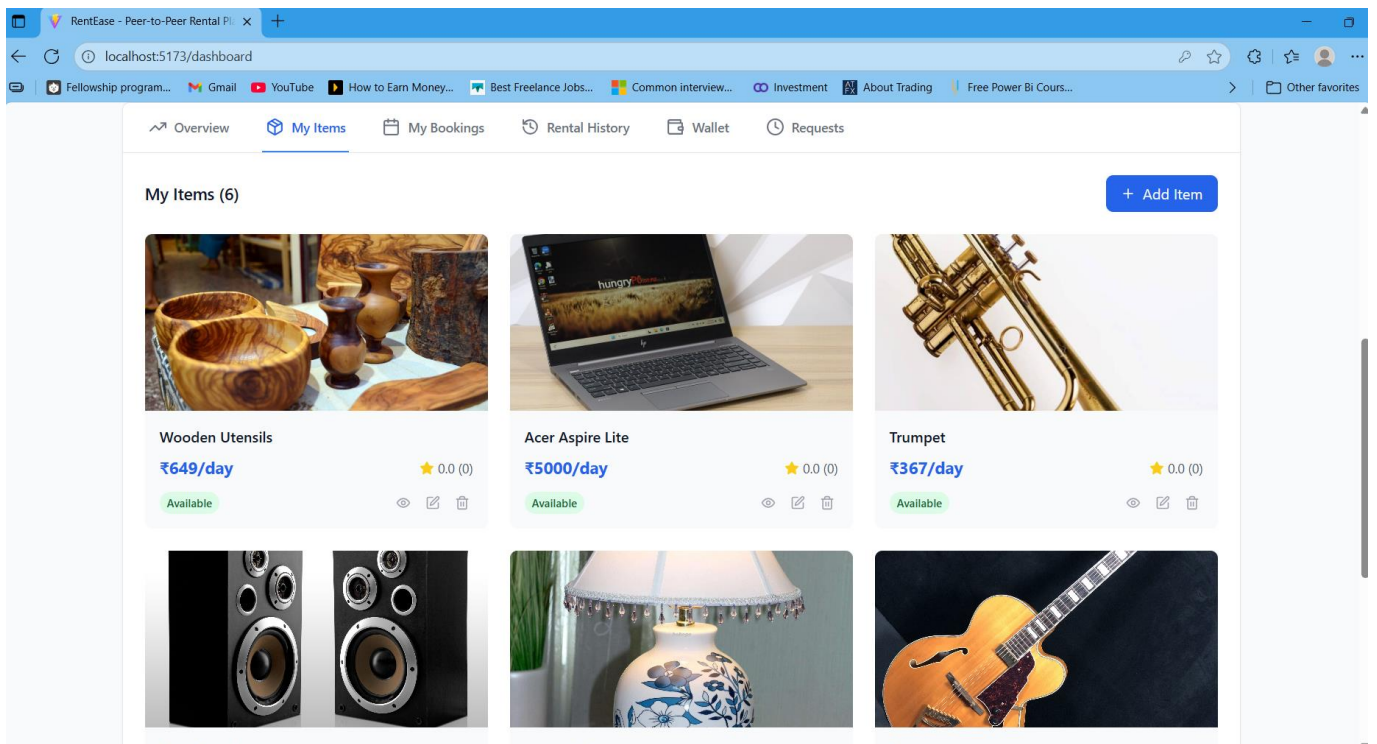 RentEase - Peer-to-Peer Rental Pl
localhost:5173/dashboard
Fellowship program... Gmail YouTube How to Earn Money... Best Freelance Jobs... Common interview... Investment About Trading Free Power Bi Cours... Other favorites
Overview My Items My Bookings Rental History Wallet Requests
My Items (6)
+ Add Item
hungry
hp
Wooden Utensils
₹649/day
0.0 (0)
Available
Acer Aspire Lite
₹5000/day
0.0 (0)
Available
Trumpet
₹367/day
0.0 (0)
Available